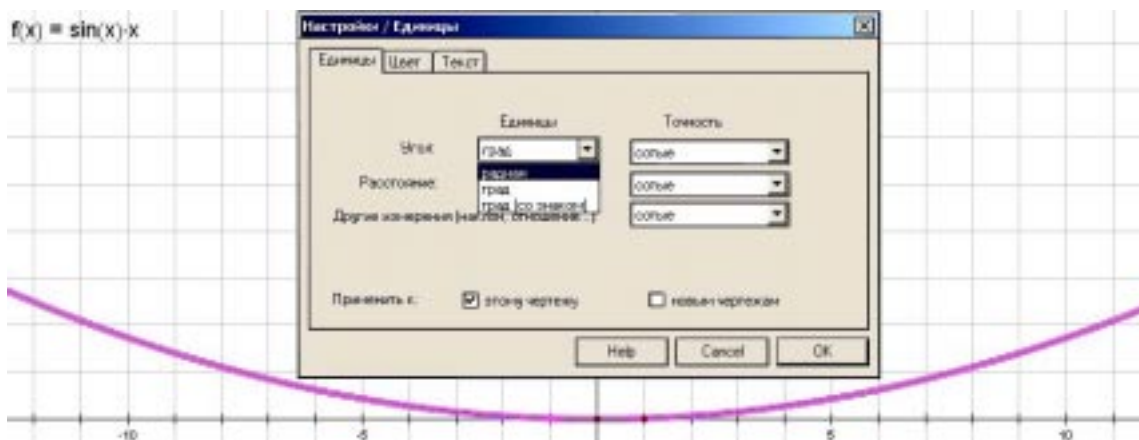 f(x) = sin(x)·x
Настройки / Единицы
Единицы Цвет Текст
Единицы Точность
Угол: град сотые
радиан
Расстояние: град сотые
град (со знаком)
Другие измерения (наклон, отношение...) сотые
Применить к: этому чертежу новым чертежам
Help Cancel OK
-10 -5 5 10